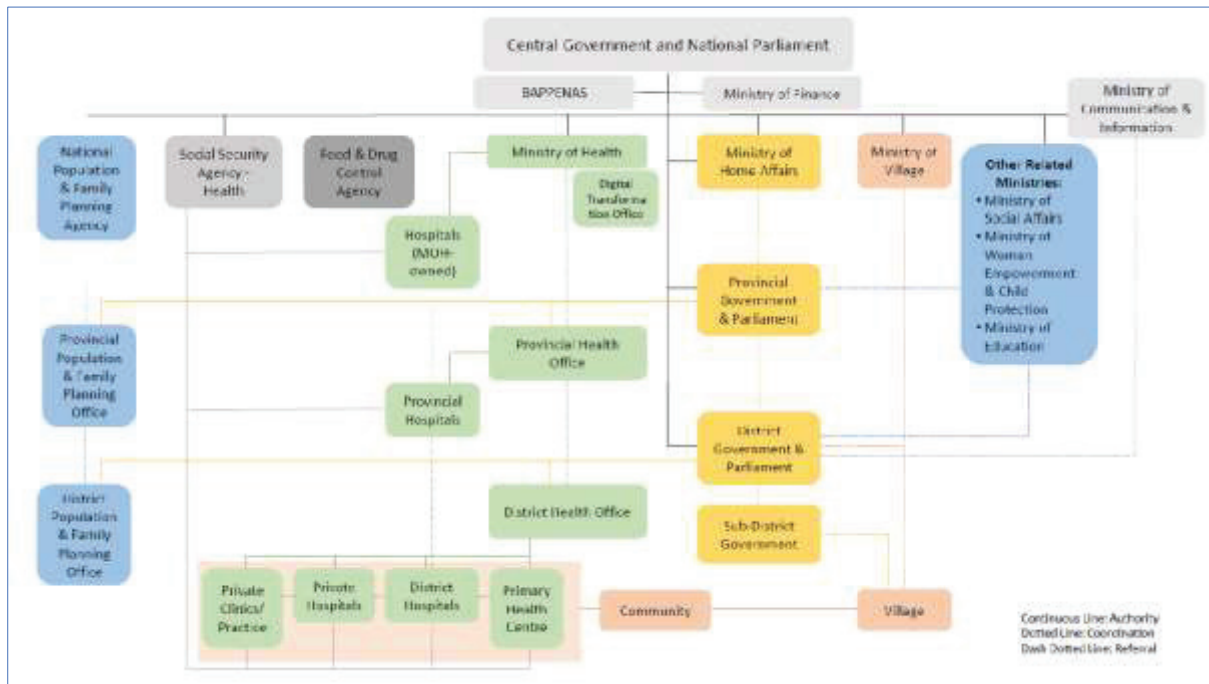 Central Government and National Parliament
BAPPENAS
Ministry of Finance
Ministry of
Communication &
Information
National
Population
& Family
Planning
Agency
Social Security
Agency -
Health
Food & Drug
Control
Agency
Ministry of Health
Digital
Transforma
tion Office
Ministry of
Home Affairs
Ministry of
Village
Other Related
Ministries:
• Ministry of
Social Affairs
• Ministry of
Woman
Empowerment
& Child
Protection
• Ministry of
Education
Hospitals
(MOH-
owned)
Provincial
Government
& Parliament
Provincial
Population
& Family
Planning
Office
Provincial Health
Office
Provincial
Hospitals
District
Government &
Parliament
District
Population
& Family
Planning
Office
District Health Office
Sub-District
Government
Private
Clinics/
Practice
Private
Hospitals
District
Hospitals
Primary
Health
Centre
Community
Village
Continuous Line: Authority
Dotted Line: Coordination
Dash Dotted Line: Referral